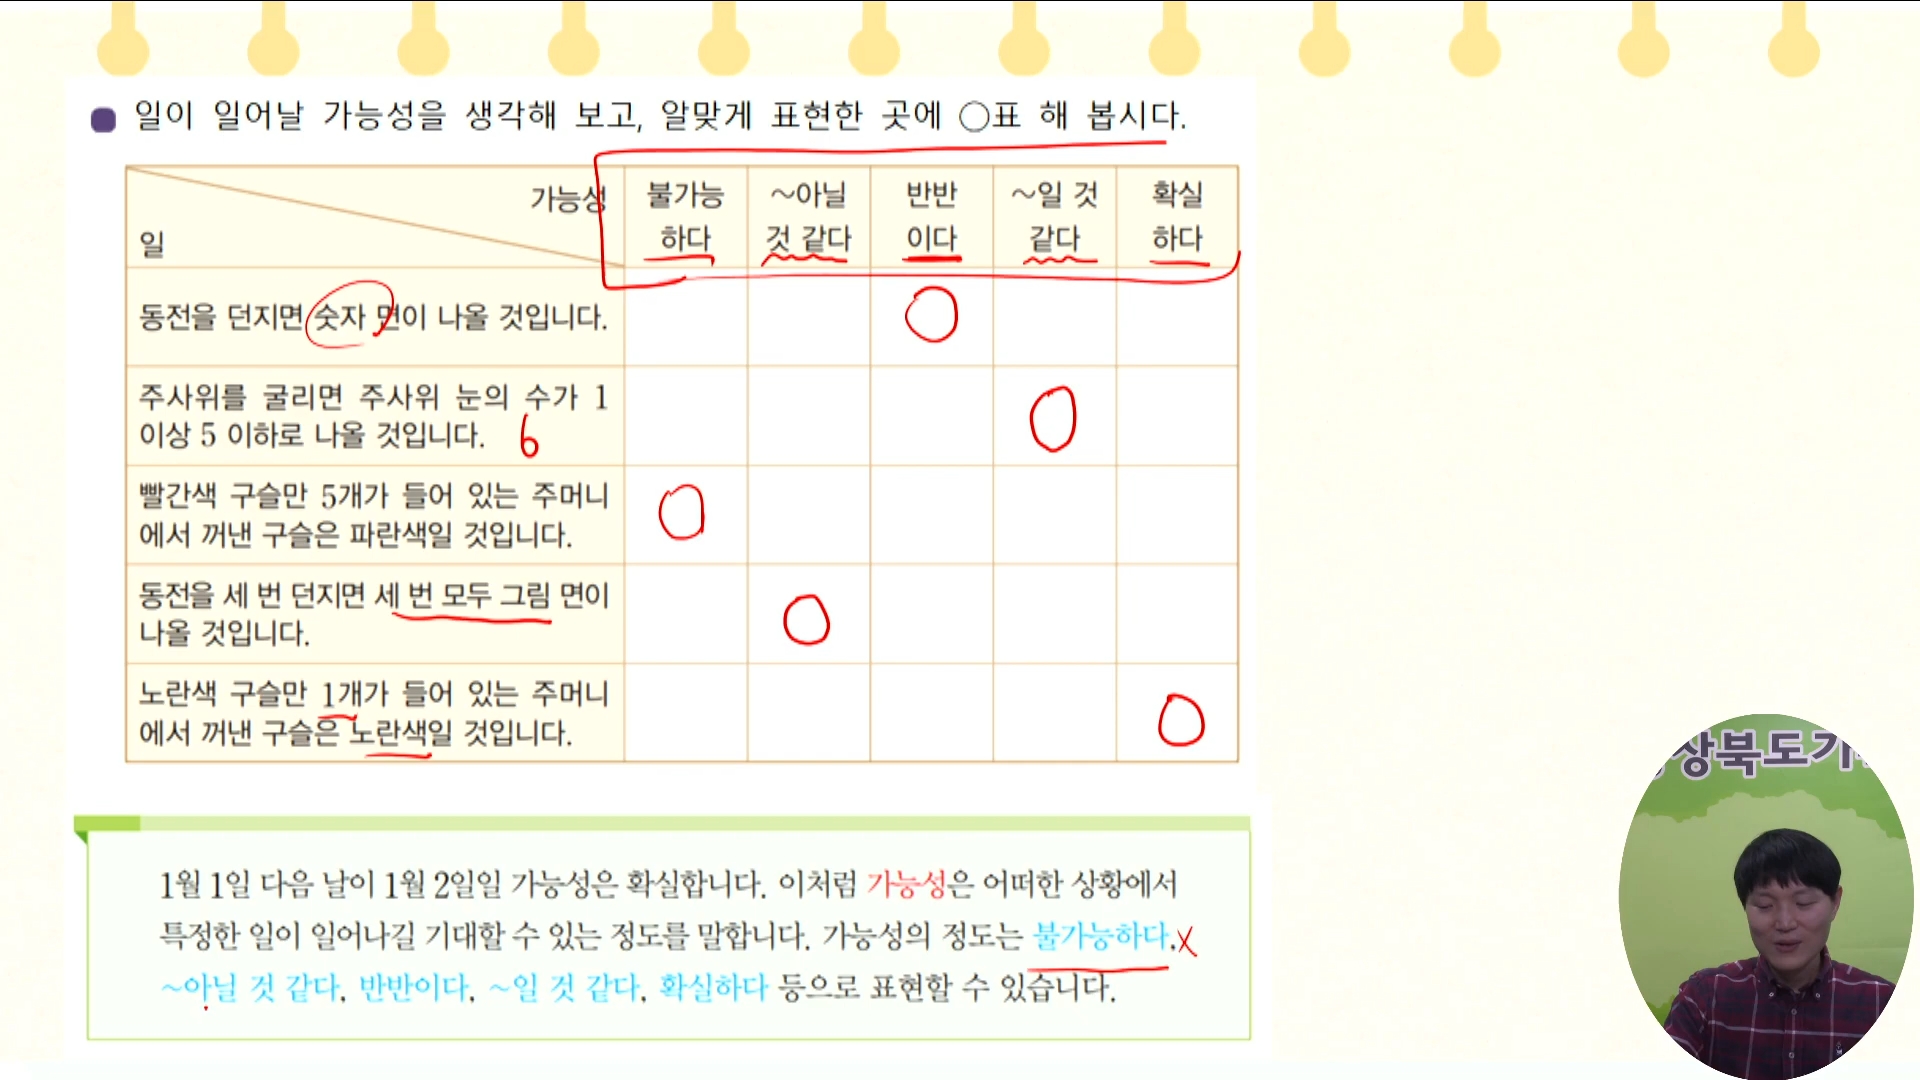 일이 일어날 가능성을 생각해 보고, 알맞게 표현한 곳에 ○표 해 봅시다.
가능성
일
불가능
하다
~아닐
것 같다
반반
이다
~일 것
같다
확실
하다
동전을 던지면 숫자 면이 나올 것입니다.
주사위를 굴리면 주사위 눈의 수가 1
이상 5 이하로 나올 것입니다.
6
빨간색 구슬만 5개가 들어 있는 주머니
에서 꺼낸 구슬은 파란색일 것입니다.
동전을 세 번 던지면 세 번 모두 그림 면이
나올 것입니다.
노란색 구슬만 1개가 들어 있는 주머니
에서 꺼낸 구슬은 노란색일 것입니다.
1월 1일 다음 날이 1월 2일일 가능성은 확실합니다. 이처럼 가능성은 어떠한 상황에서
특정한 일이 일어나길 기대할 수 있는 정도를 말합니다. 가능성의 정도는 불가능하다, X
~아닐 것 같다, 반반이다, ~일 것 같다, 확실하다 등으로 표현할 수 있습니다.
상북도